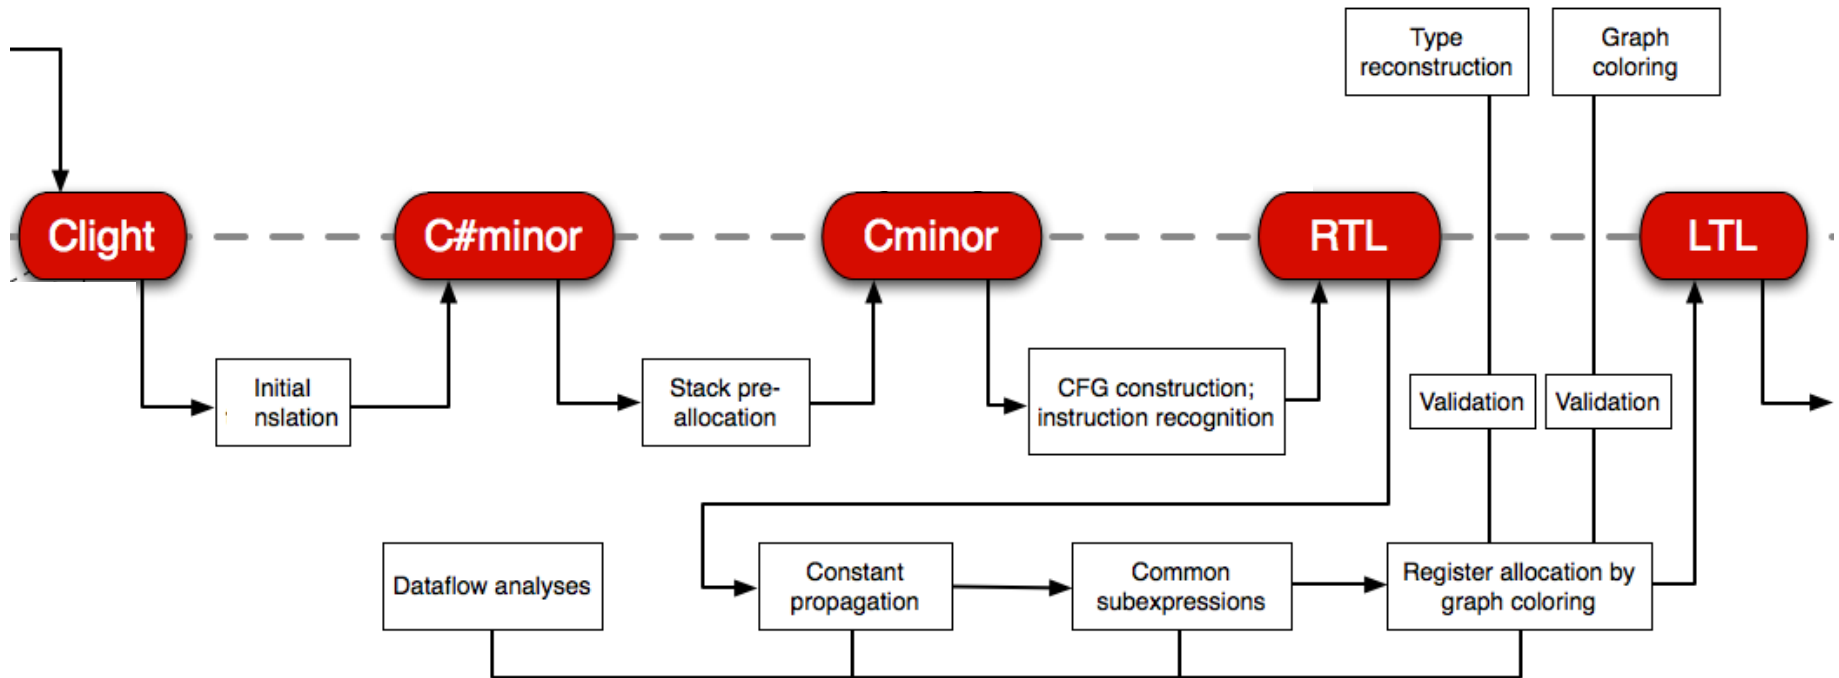 Type
reconstruction
Graph
coloring
Clight
C#minor
Cminor
RTL
LTL
Initial
nslation
Stack pre-
allocation
CFG construction;
instruction recognition
Validation
Validation
Dataflow analyses
Constant
propagation
Common
subexpressions
Register allocation by
graph coloring